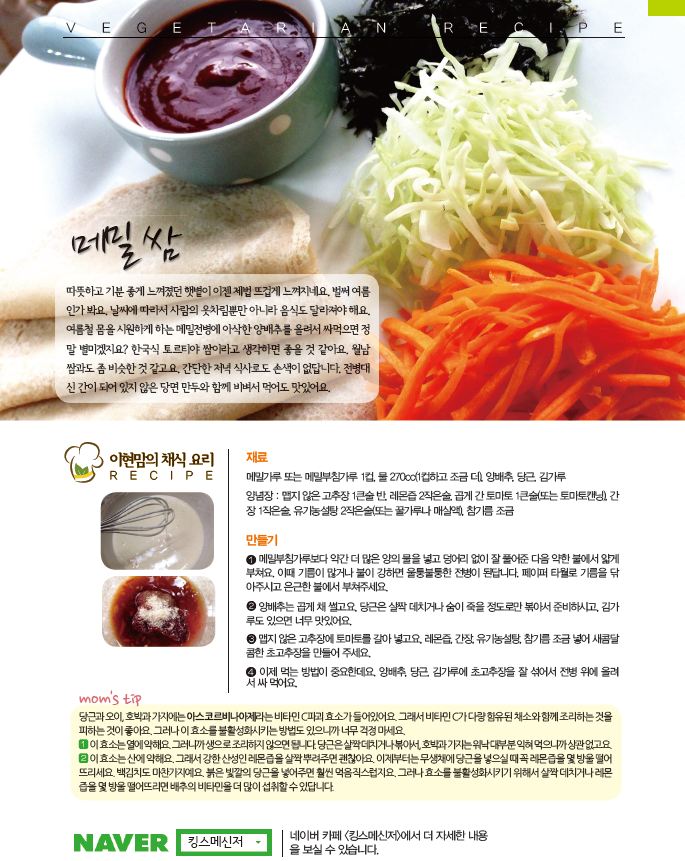 VEGETARIAN RECIPE
메밀 쌈
따뜻하고 기분 좋게 느껴졌던 햇볕이 이젠 제법 뜨겁게 느껴지네요. 벌써 여름
인가 봐요. 날씨에 따라서 사람의 옷차림뿐만 아니라 음식도 달라져야 해요.
여름철 몸을 시원하게 하는 메밀전병에 아삭한 양배추를 올려서 싸먹으면 정
말 별미겠지요? 한국식 토르티야 쌈이라고 생각하면 좋을 것 같아요. 월남
쌈과도 좀 비슷한 것 같고요. 간단한 저녁 식사로도 손색이 없답니다. 전병대
신 간이 되어 있지 않은 당면 만두와 함께 비벼서 먹어도 맛있어요.
이현맘의 채식 요리
RECIPE
재료
메밀가루 또는 메밀부침가루 1컵, 물 270cc(1컵하고 조금 더), 양배추, 당근, 김가루
양념장 : 맵지 않은 고추장 1큰술 반, 레몬즙 2작은술, 곱게 간 토마토 1큰술(또는 토마토캔닝), 간
장 1작은술, 유기농설탕 2작은술(또는 꿀가루나 매실액), 참기름 조금
만들기
❶ 메밀부침가루보다 약간 더 많은 양의 물을 넣고 덩어리 없이 잘 풀어준 다음 약한 불에서 얇게
부쳐요. 이때 기름이 많거나 불이 강하면 울퉁불퉁한 전병이 된답니다. 페이퍼 타월로 기름을 닦
아주시고 은근한 불에서 부쳐주세요.
❷ 양배추는 곱게 채 썰고요. 당근은 살짝 데치거나 숨이 죽을 정도로만 볶아서 준비하시고, 김가
루도 있으면 너무 맛있어요.
❸ 맵지 않은 고추장에 토마토를 갈아 넣고요. 레몬즙, 간장, 유기농설탕, 참기름 조금 넣어 새콤달
콤한 초고추장을 만들어 주세요.
❹ 이제 먹는 방법이 중요한데요. 양배추, 당근, 김가루에 초고추장을 잘 섞어서 전병 위에 올려
서 싸 먹어요.
mom's tip
당근과 오이, 호박과 가지에는 아스코르비나아제라는 비타민 C파괴 효소가 들어있어요. 그래서 비타민 C가 다량 함유된 채소와 함께 조리하는 것을
피하는 것이 좋아요. 그러나 이 효소를 불활성화시키는 방법도 있으니까 너무 걱정 마세요.
1 이 효소는 열에 약해요. 그러니까 생으로 조리하지 않으면 됩니다. 당근은 살짝 데치거나 볶아서, 호박과 가지는 워낙 대부분 익혀 먹으니까 상관 없고요.
2 이 효소는 산에 약해요. 그래서 강한 산성인 레몬즙을 살짝 뿌려주면 괜찮아요. 이제부터는 무생채에 당근을 넣으실 때 꼭 레몬즙을 몇 방울 떨어
뜨리세요. 백김치도 마찬가지예요. 붉은 빛깔의 당근을 넣어주면 훨씬 먹음직스럽지요. 그러나 효소를 불활성화시키기 위해서 살짝 데치거나 레몬
즙을 몇 방울 떨어뜨리면 배추의 비타민을 더 많이 섭취할 수 있답니다.
NAVER 킹스메신저
네이버 카페 〈킹스메신저〉에서 더 자세한 내용
을 보실 수 있습니다.